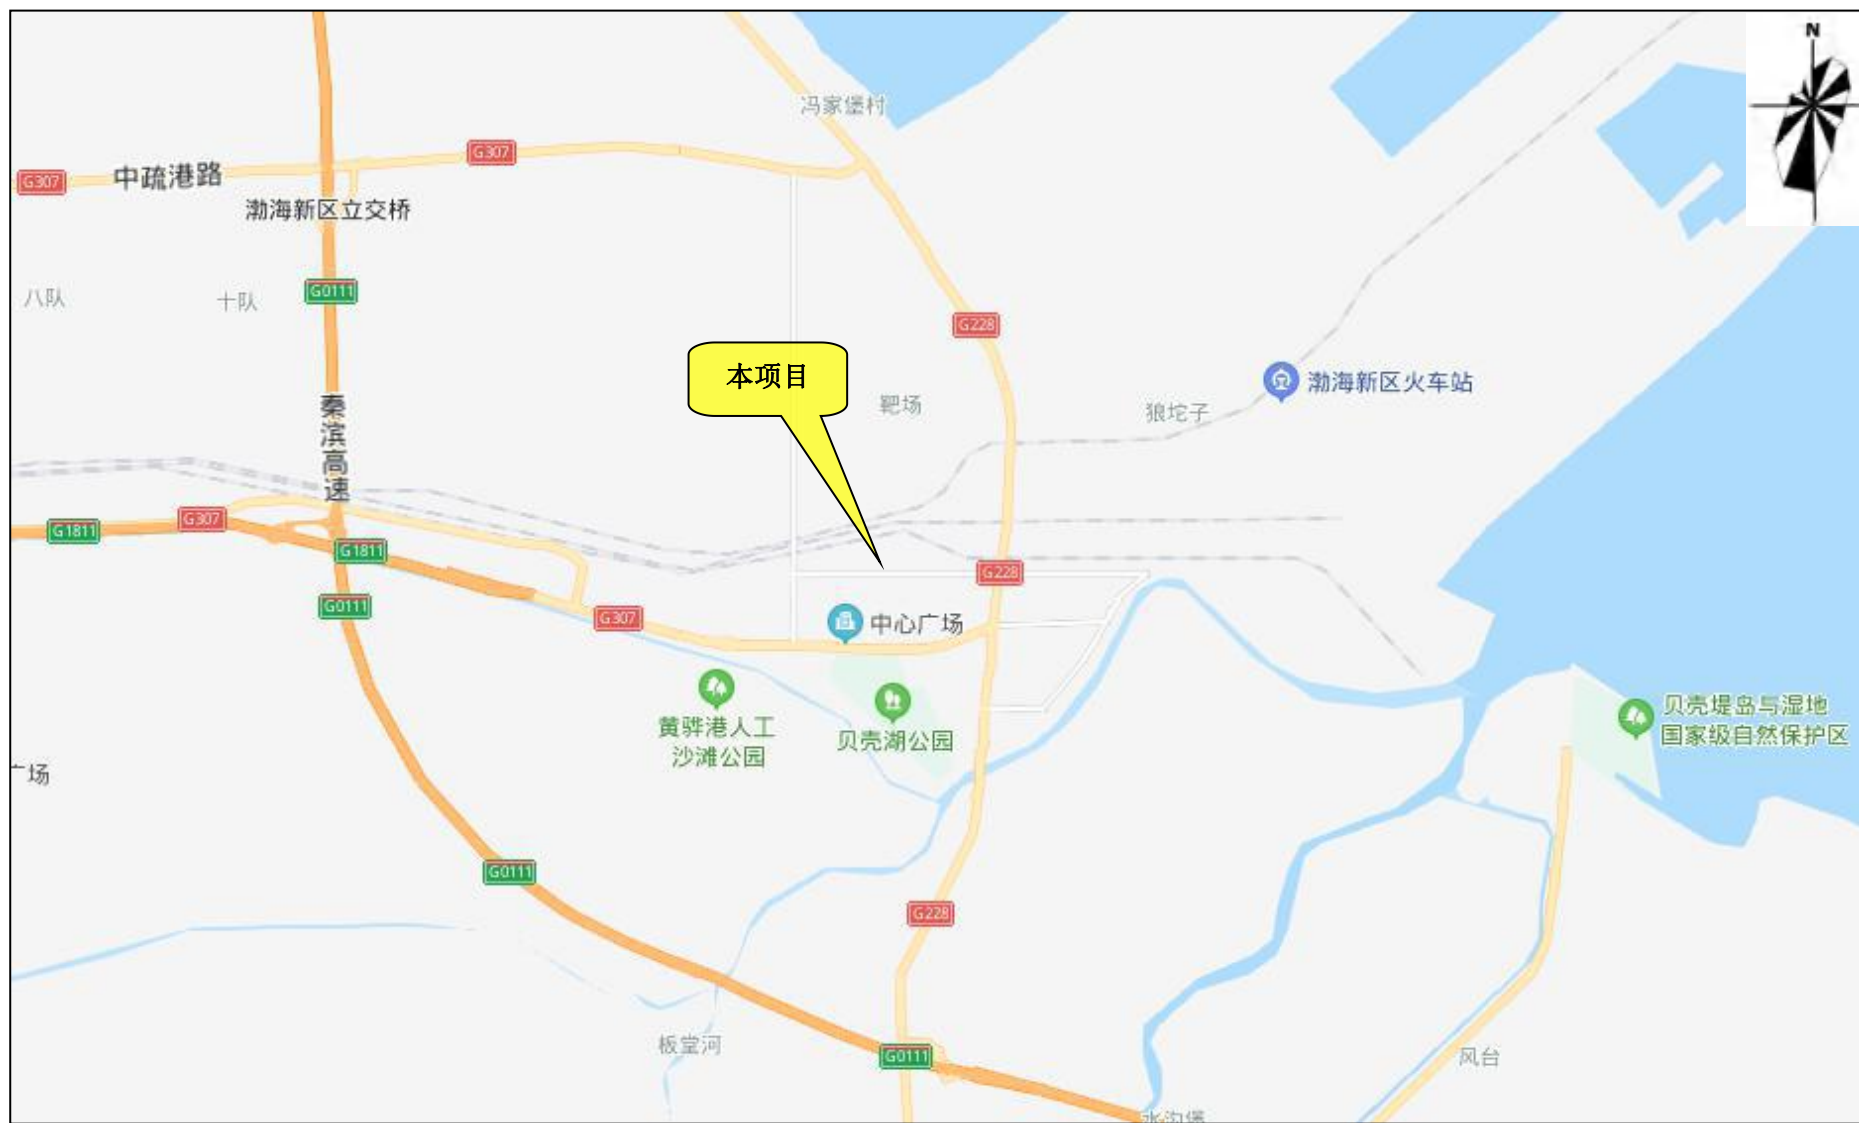 N
冯家堡村
G307
G307
中疏港路
渤海新区立交桥
G0111
八队
十队
G228
本项目
渤海新区火车站
靶场
狼坨子
秦滨高速
G307
G1811
G1811
G228
G0111
G307
中心广场
黄骅港人工
沙滩公园
贝壳湖公园
贝壳堤岛与湿地
国家级自然保护区
场
G0111
G228
板堂河
G0111
风台
水沟堡